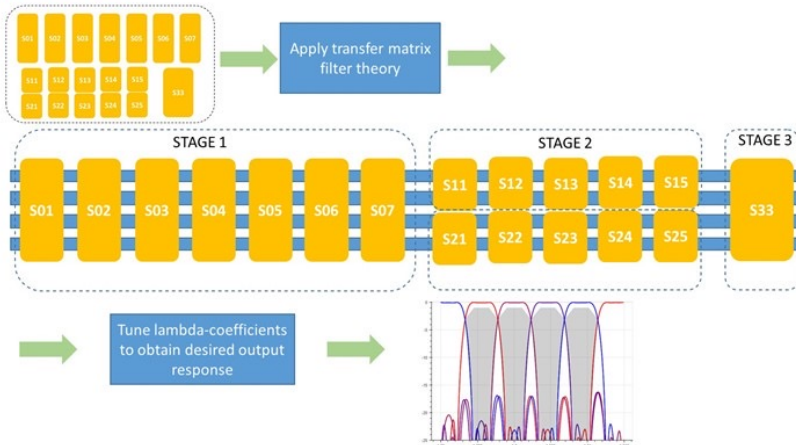 S01 S02 S03 S04 S05 S06 S07
S11 S12 S13 S14 S15
S33
S21 S22 S23 S24 S25
Apply transfer matrix
filter theory
STAGE 1
STAGE 2
STAGE 3
S01 S02 S03 S04 S05 S06 S07
S11 S12 S13 S14 S15
S33
S21 S22 S23 S24 S25
Tune lambda-coefficients
to obtain desired output
response